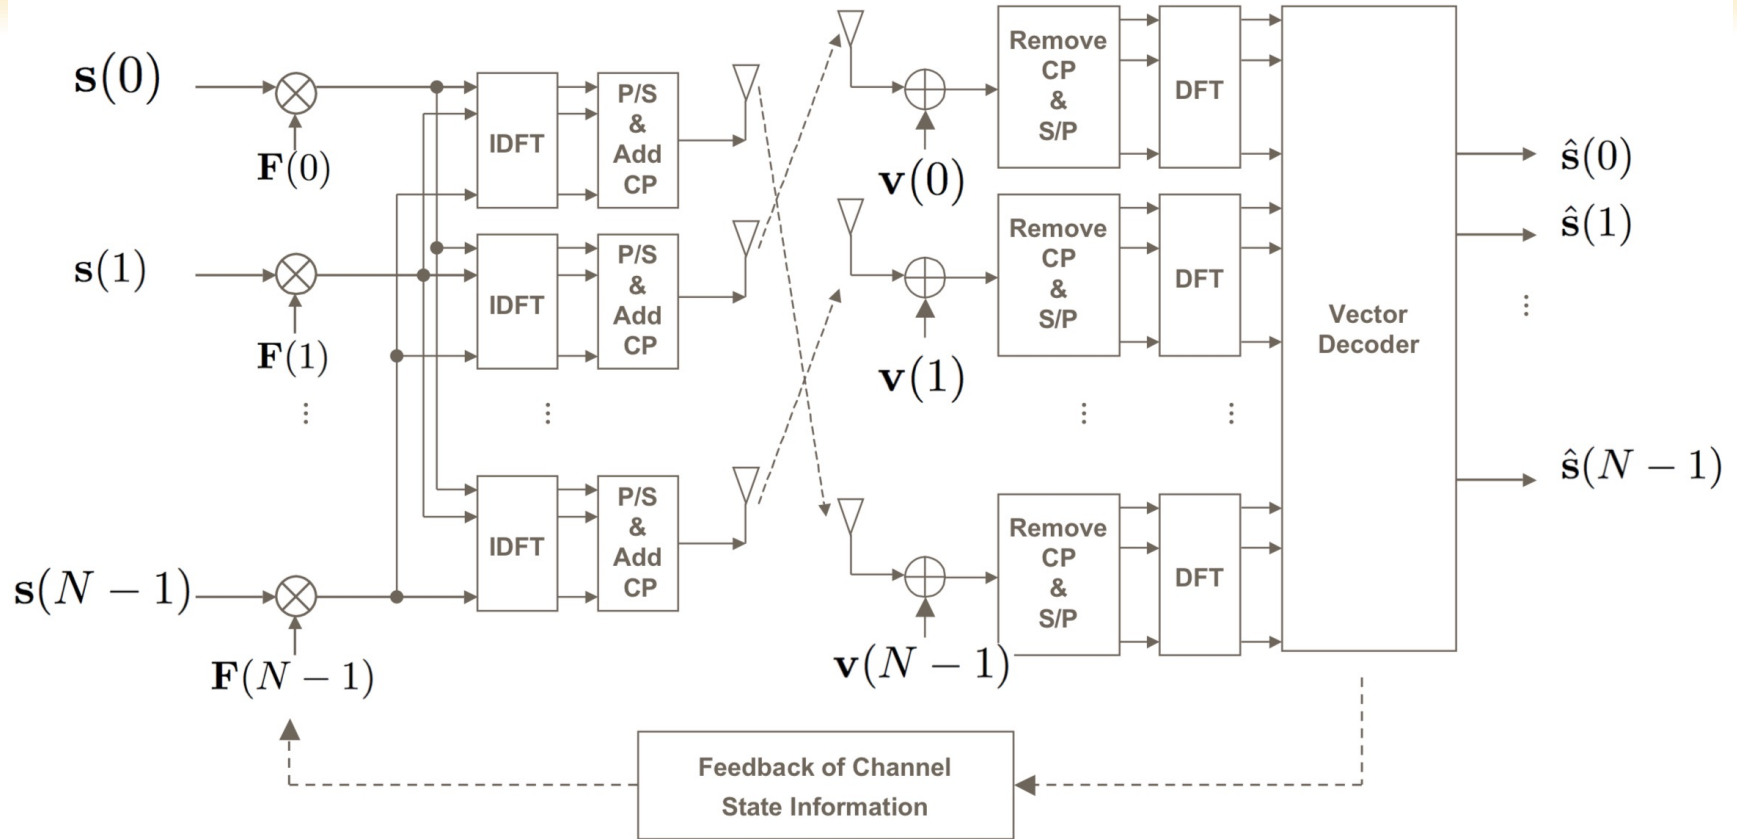 s(0)
F(0)
IDFT
P/S
&
Add
CP
v(0)
Remove
CP
&
S/P
DFT
ŝ(0)
s(1)
F(1)
IDFT
P/S
&
Add
CP
v(1)
Remove
CP
&
S/P
DFT
ŝ(1)
Vector
Decoder
⋮
⋮
⋮
⋮
⋮
s(N − 1)
F(N − 1)
IDFT
P/S
&
Add
CP
v(N − 1)
Remove
CP
&
S/P
DFT
ŝ(N − 1)
Feedback of Channel
State Information